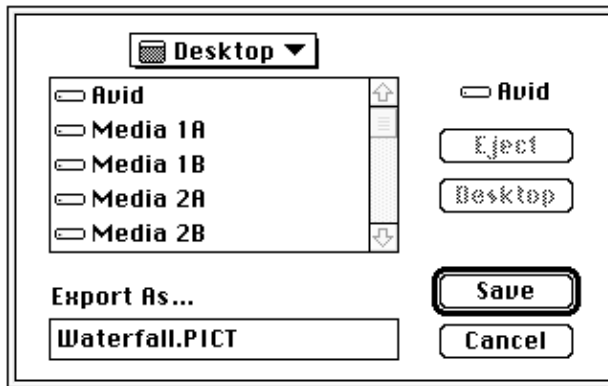 Desktop
Avid
Media 1A
Media 1B
Media 2A
Media 2B
Avid
Eject
Desktop
Export As...
Waterfall.PICT
Save
Cancel